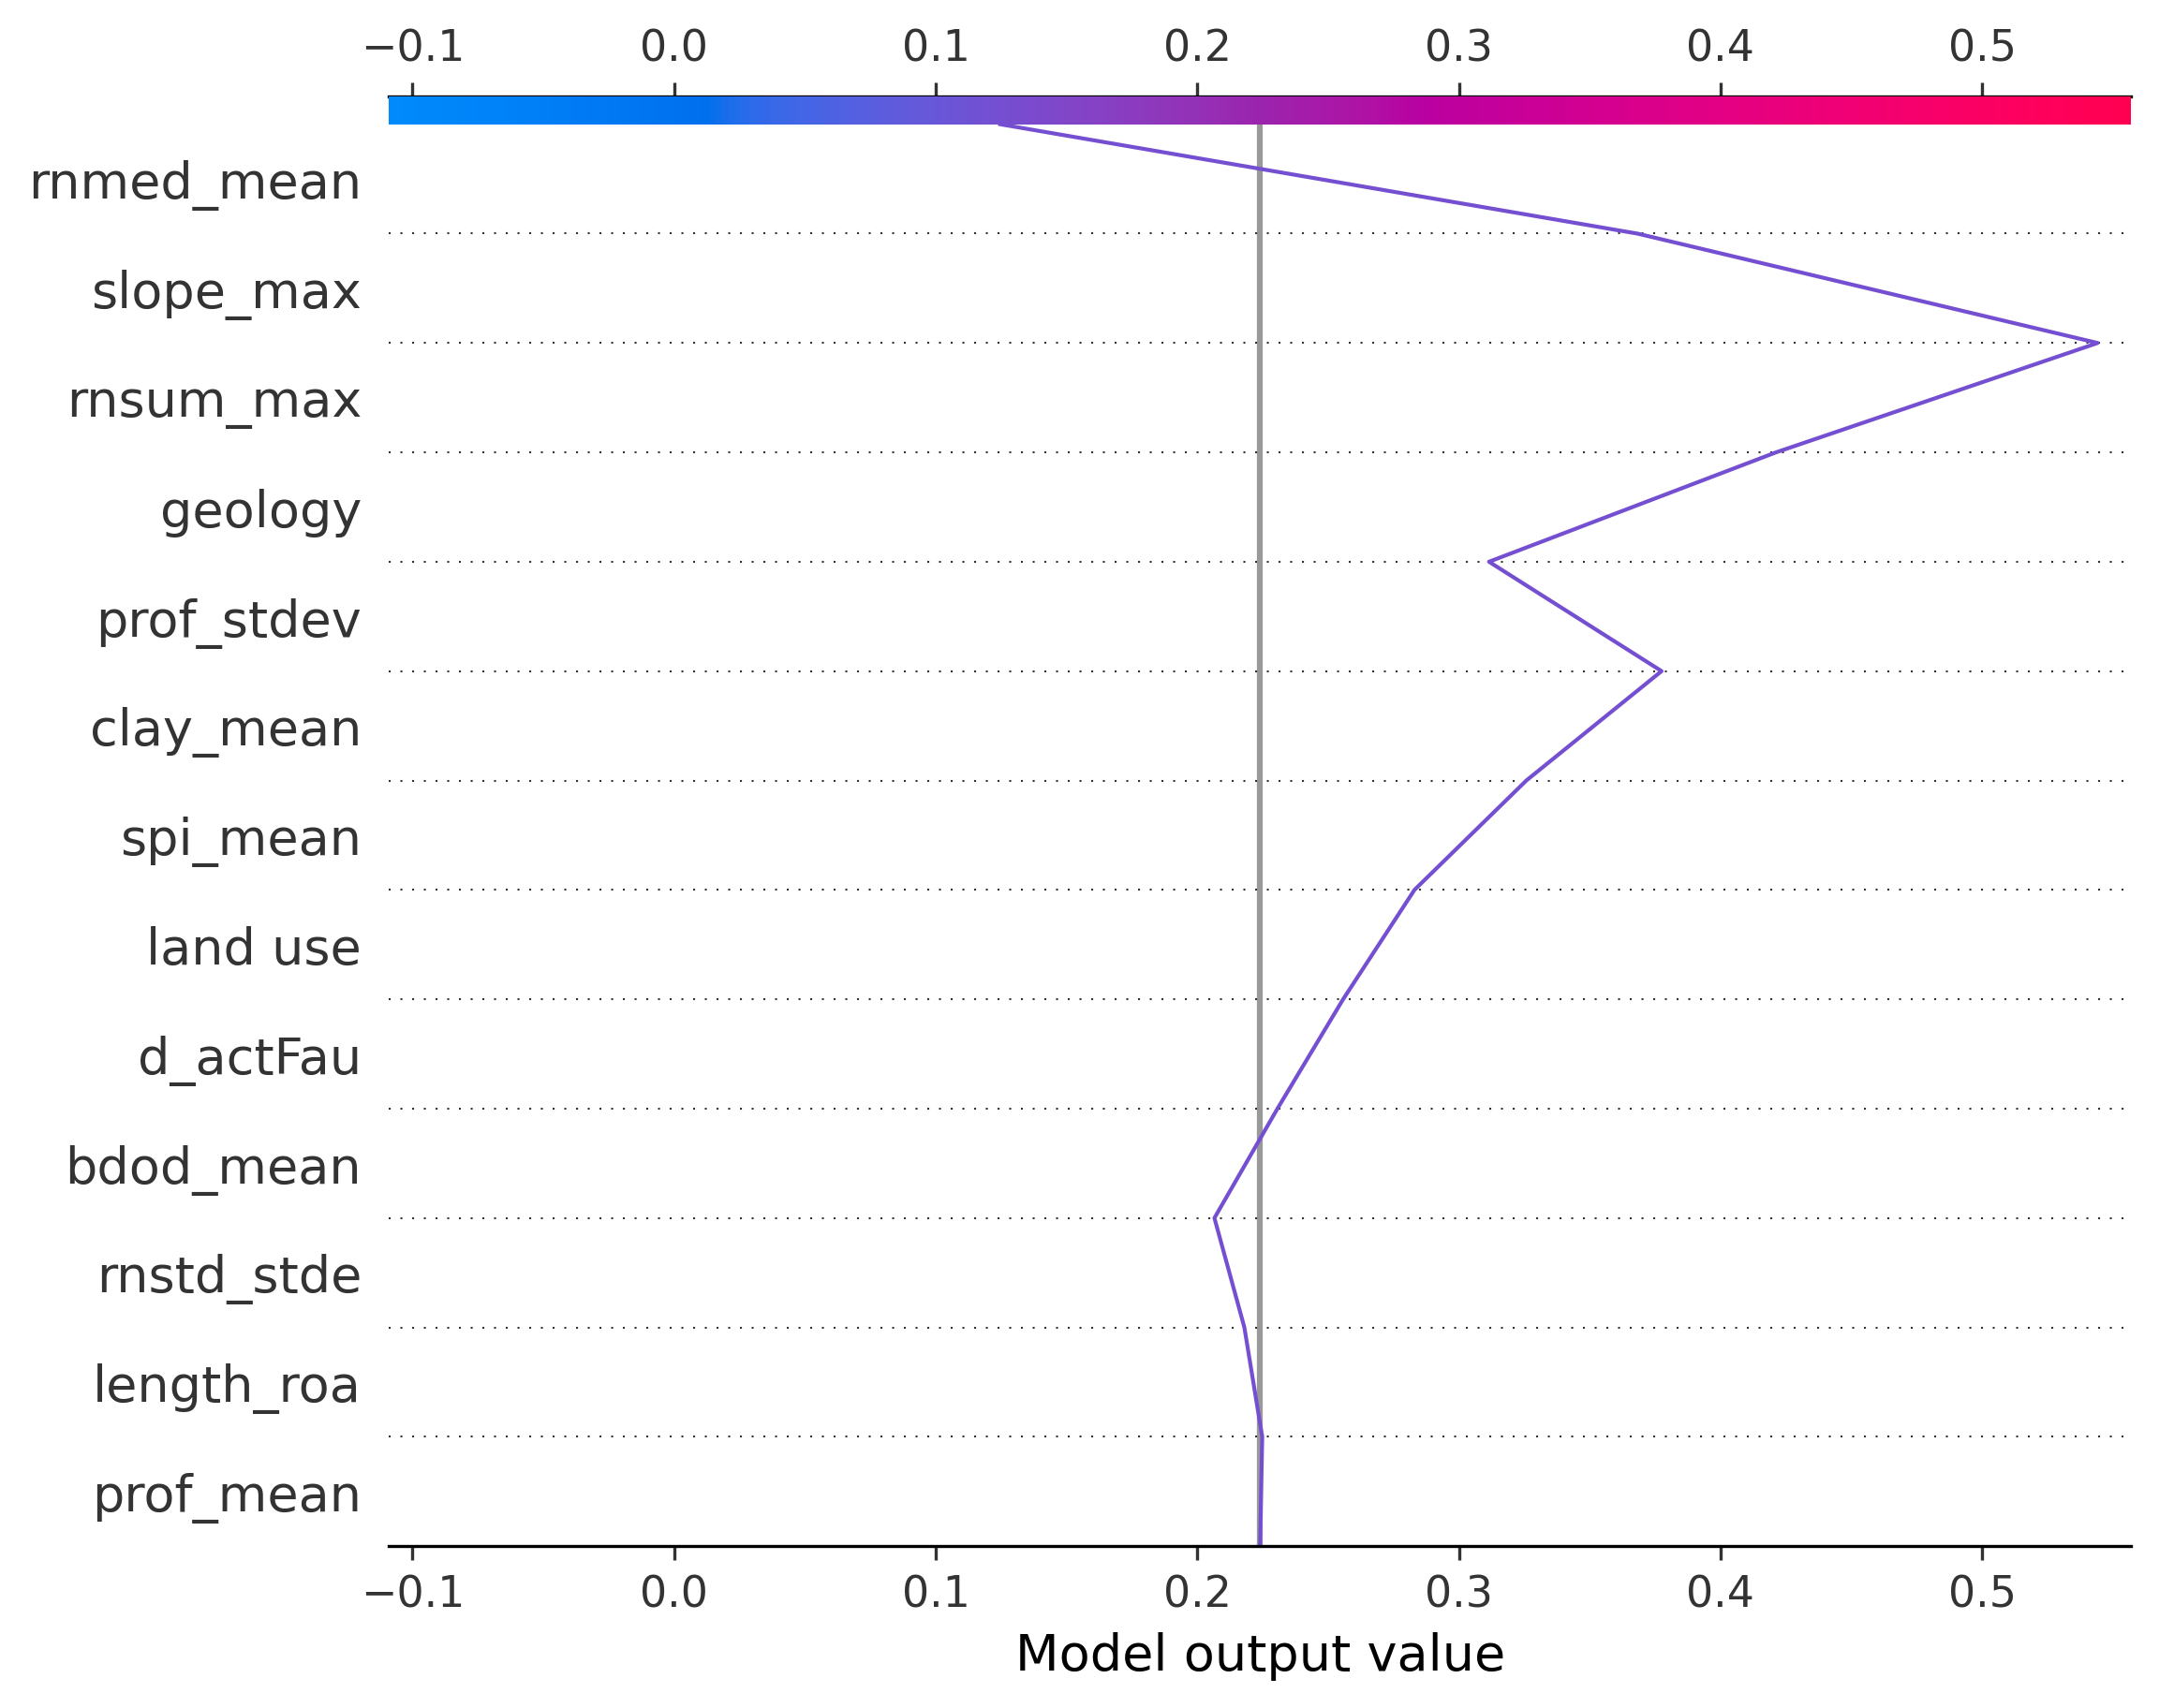 −0.1 0.0 0.1 0.2 0.3 0.4 0.5
rnmed_mean
slope_max
rnsum_max
geology
prof_stdev
clay_mean
spi_mean
land use
d_actFau
bdod_mean
rnstd_stde
length_roa
prof_mean
−0.1 0.0 0.1 0.2 0.3 0.4 0.5
Model output value